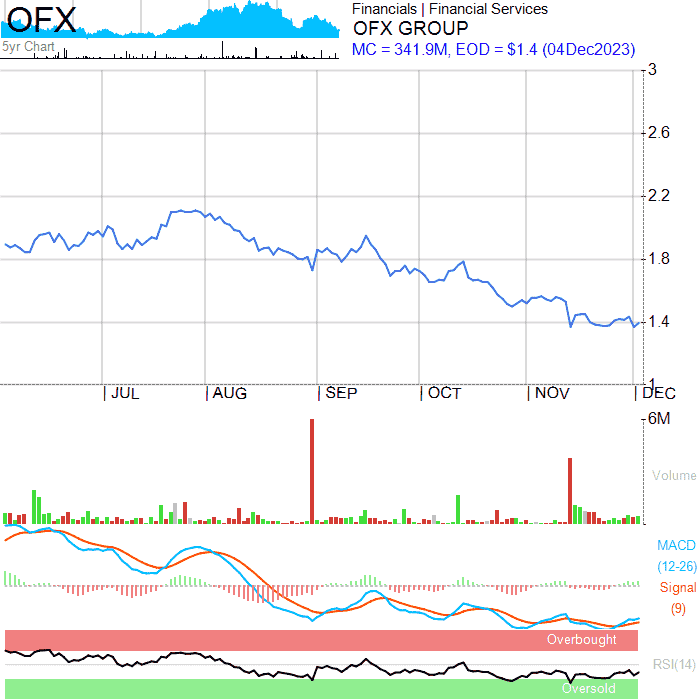 OFX
5yr Chart
Financials | Financial Services
OFX GROUP
MC = 341.9M, EOD = $1.4 (04Dec2023)
3
2.6
2.2
1.8
1.4
1
JUL AUG SEP OCT NOV DEC
6M
Volume
MACD
(12-26)
Signal
(9)
Overbought
RSI(14)
Oversold